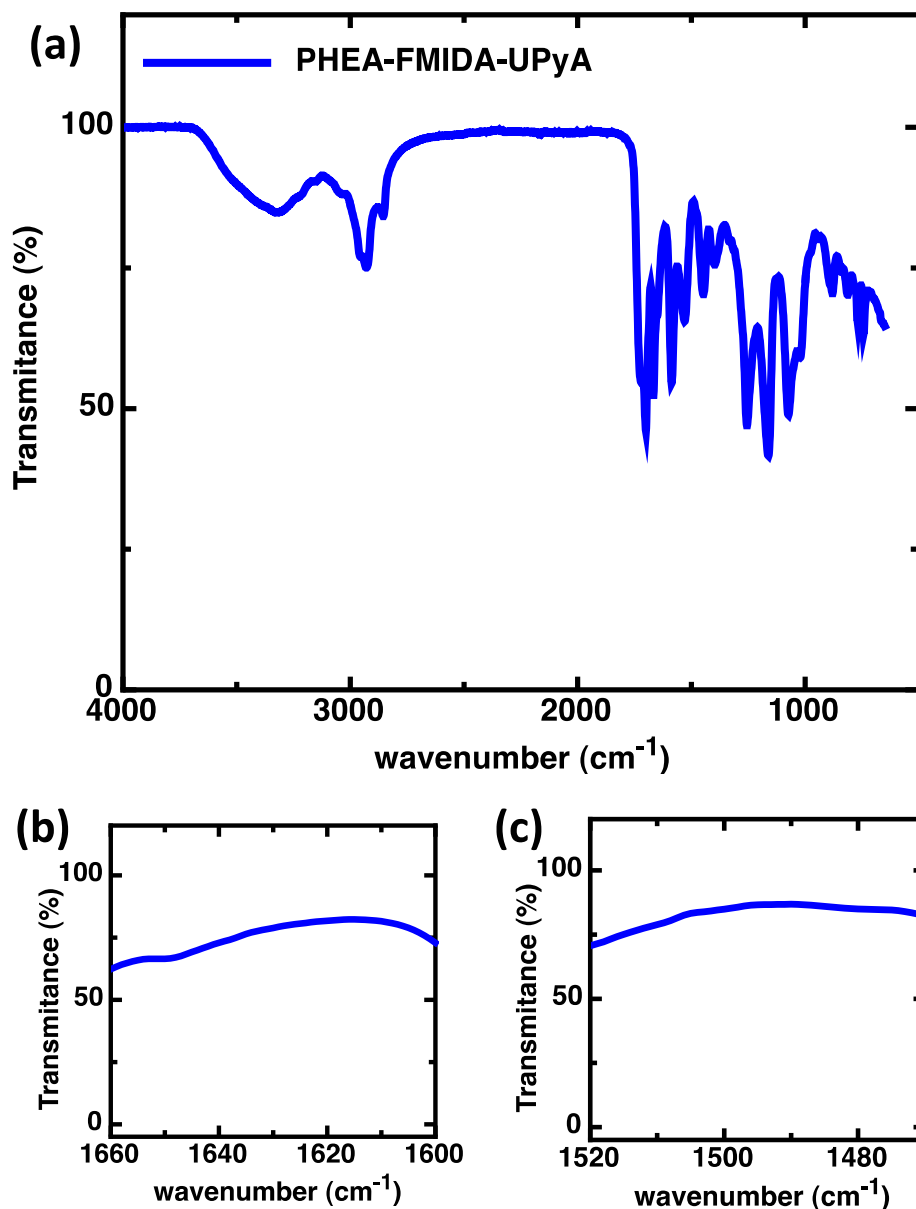 (a)
PHEA-FMIDA-UPyA
100
50
0
Transmitance (%)
4000 3000 2000 1000
wavenumber (cm-1)
(b)
100
50
0
Transmitance (%)
1660 1640 1620 1600
wavenumber (cm-1)
(c)
100
50
0
Transmitance (%)
1520 1500 1480
wavenumber (cm-1)